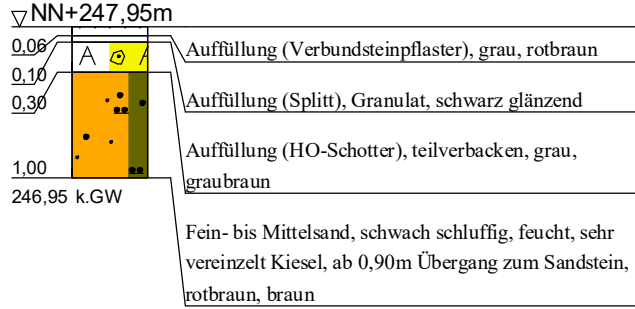 ▽ NN+247,95m
0,06
Auffüllung (Verbundsteinpflaster), grau, rotbraun
A A
0,10
0,30
Auffüllung (Splitt), Granulat, schwarz glänzend
Auffüllung (HO-Schotter), teilverbacken, grau,
graubraun
1,00
246,95 k.GW
Fein- bis Mittelsand, schwach schluffig, feucht, sehr
vereinzelt Kiesel, ab 0,90m Übergang zum Sandstein,
rotbraun, braun